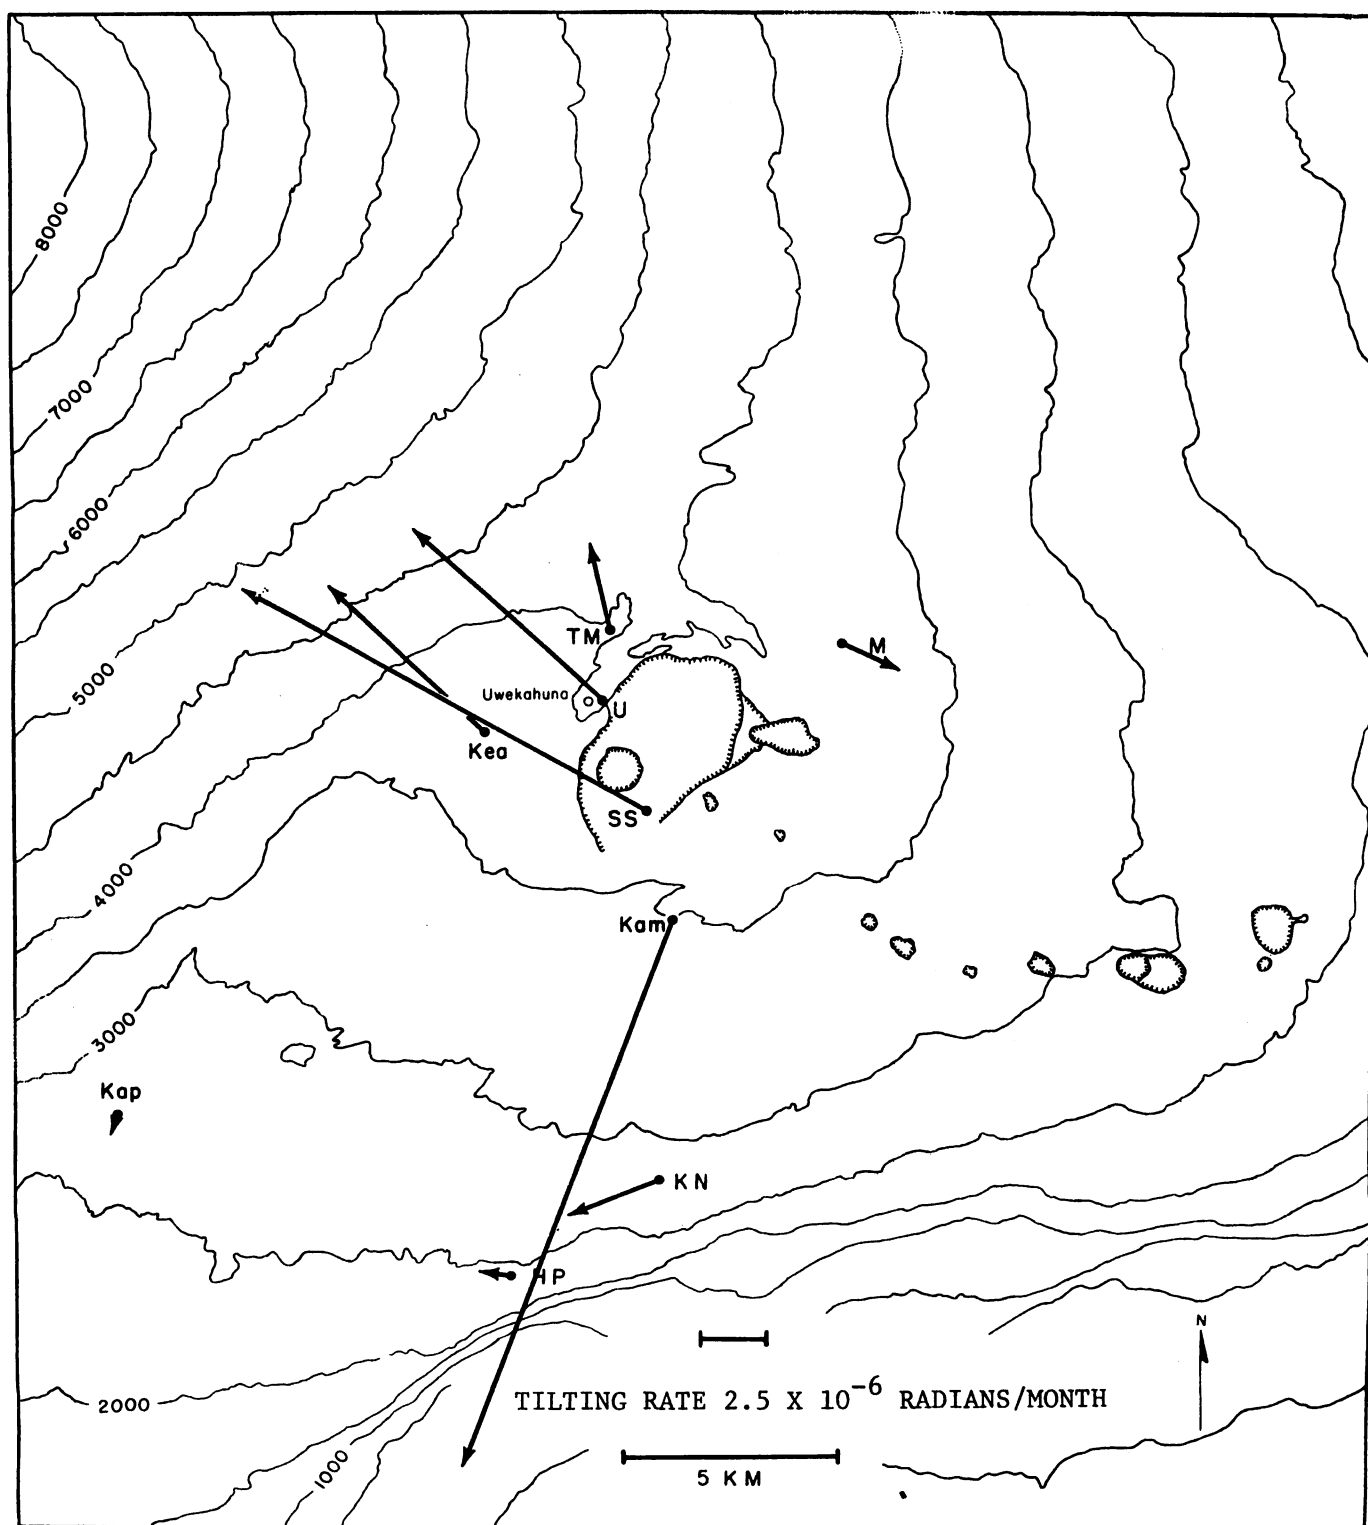 8000
7000
6000
TM
M
5000
Uwekahuna
U
Kea
SS
4000
Kam
3000
Kap
KN
HP
N
TILTING RATE 2.5 X 10⁻⁶ RADIANS/MONTH
2000
1000
5 KM